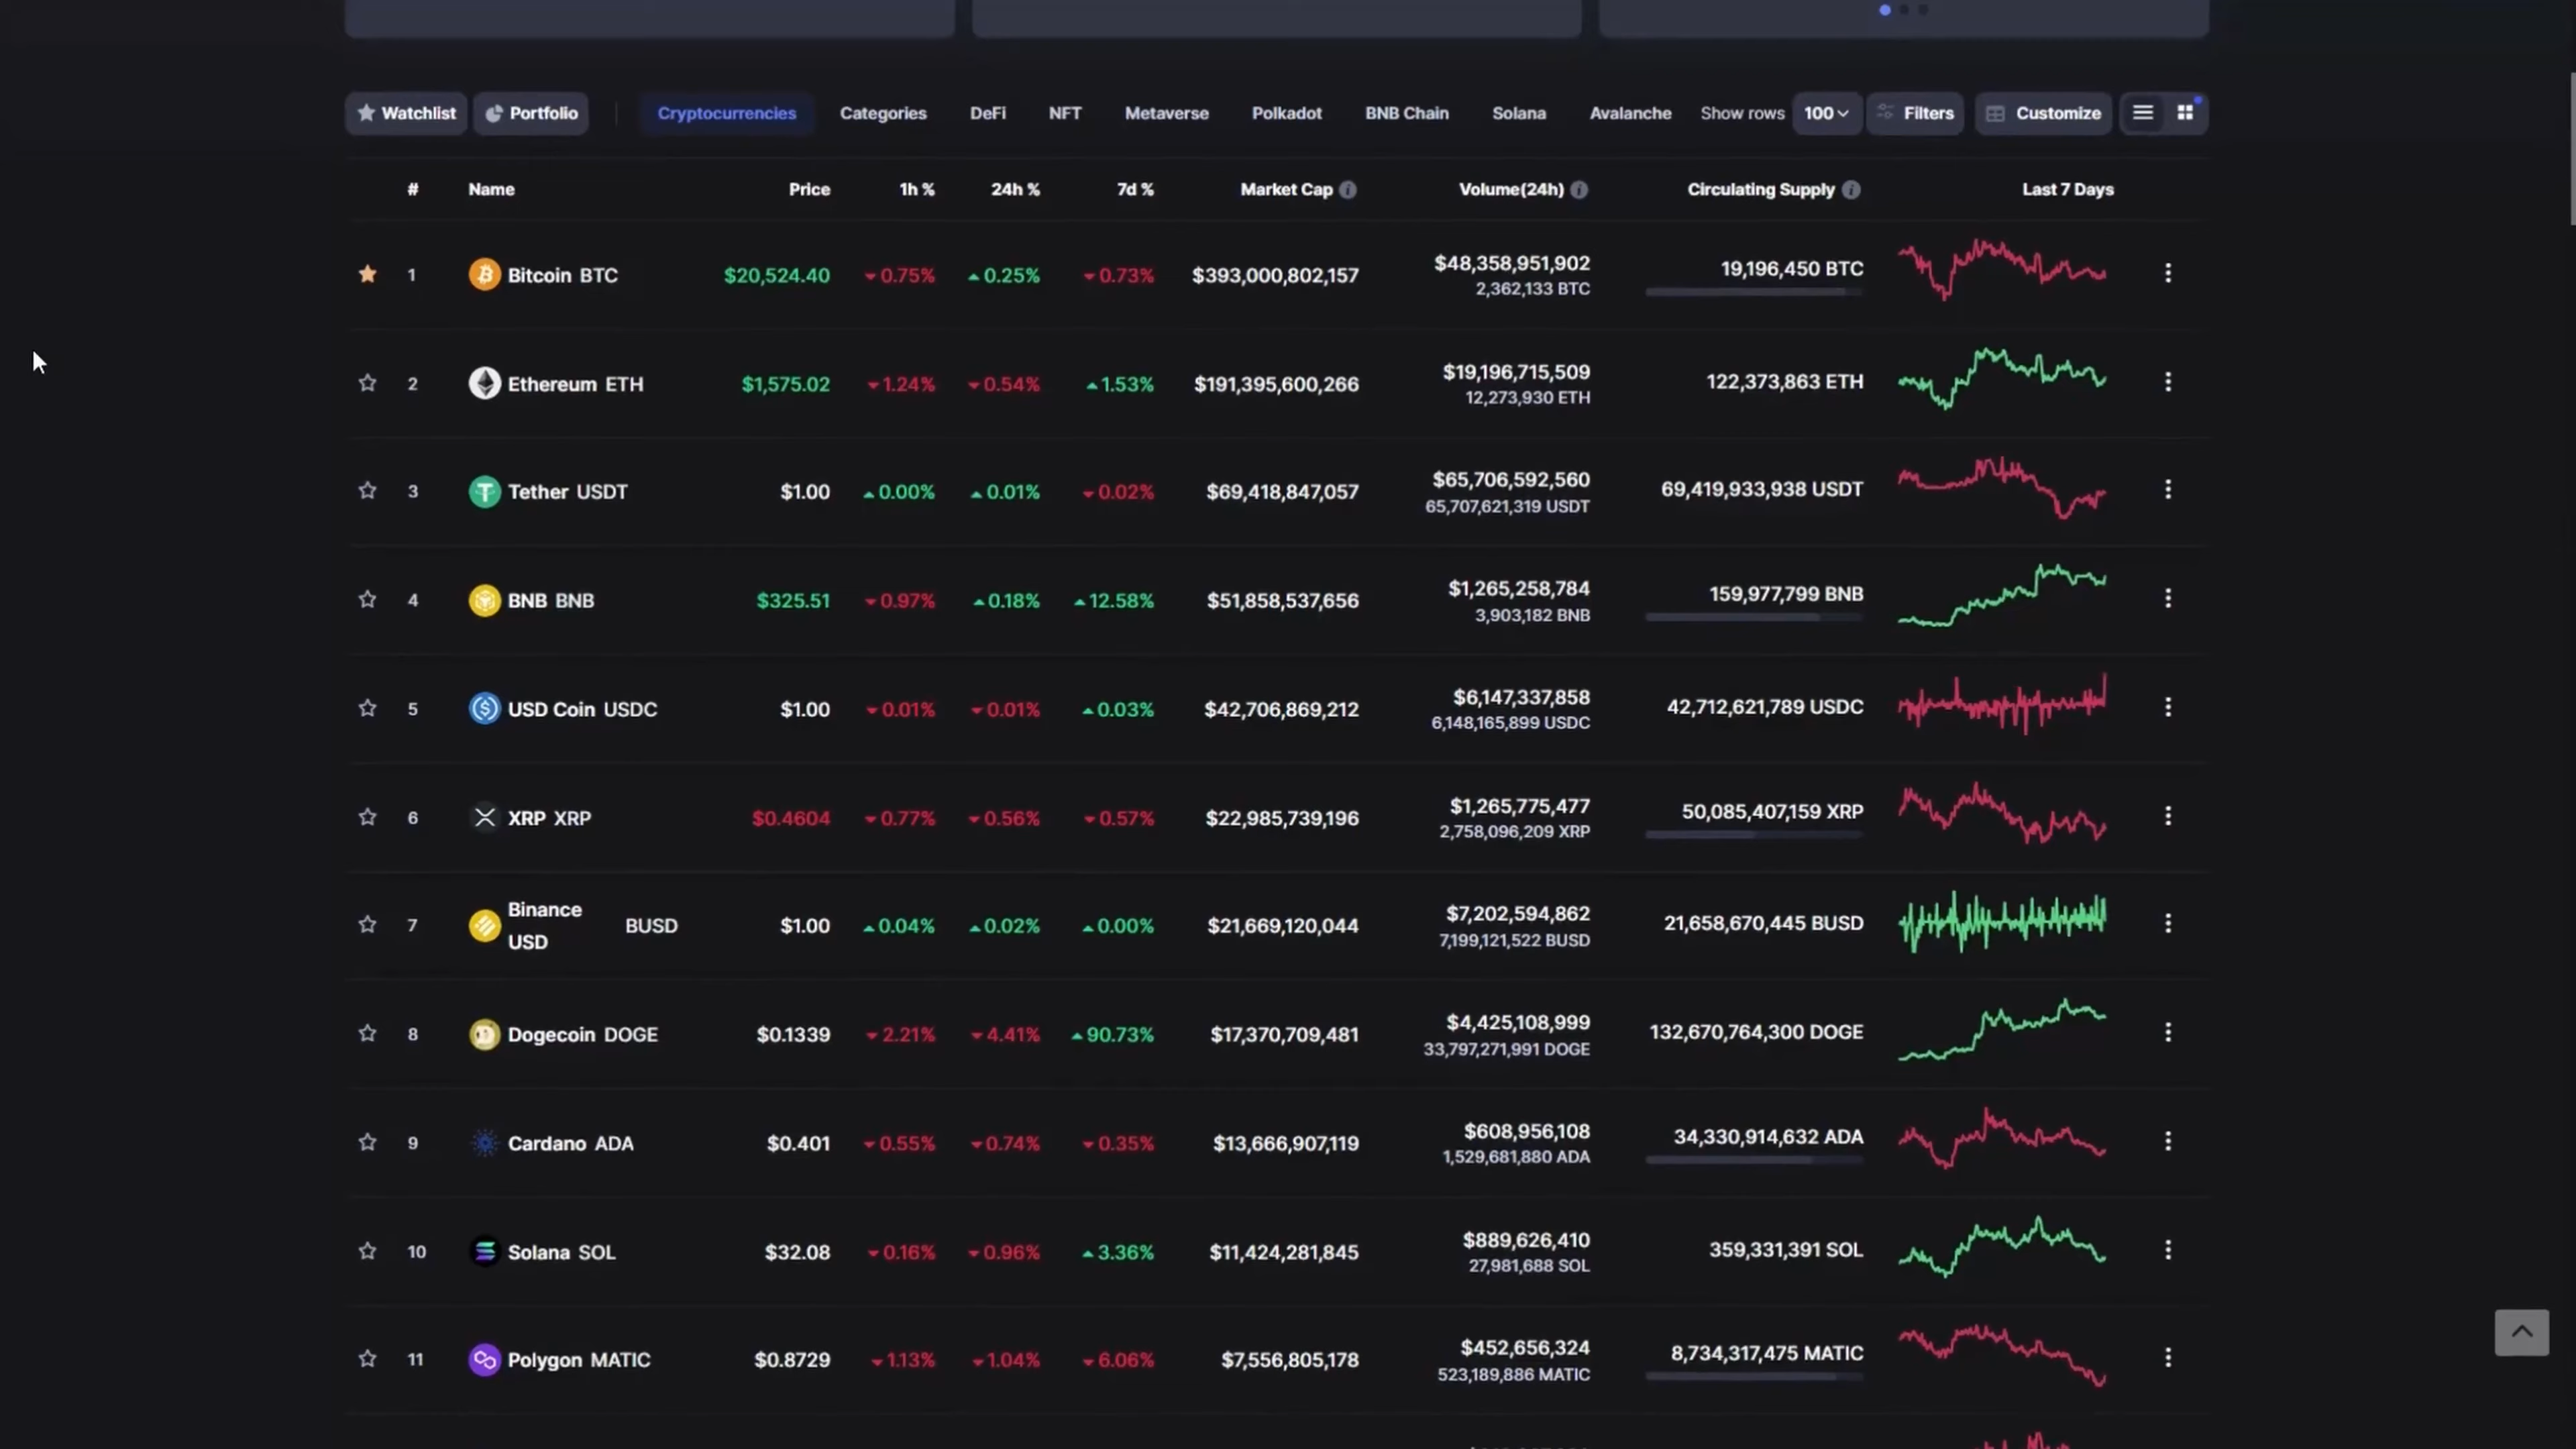 Watchlist Portfolio Cryptocurrencies Categories DeFi NFT Metaverse Polkadot BNB Chain Solana Avalanche Show rows 100 Filters Customize
# Name Price 1h % 24h % 7d % Market Cap Volume(24h) Circulating Supply Last 7 Days
1 Bitcoin BTC $20,524.40 0.75% 0.25% 0.73% $393,000,802,157 $48,358,951,902 19,196,450 BTC
2,362,133 BTC
2 Ethereum ETH $1,575.02 1.24% 0.54% 1.53% $191,395,600,266 $19,196,715,509 122,373,863 ETH
12,273,930 ETH
3 Tether USDT $1.00 0.00% 0.01% 0.02% $69,418,847,057 $65,706,592,560 69,419,933,938 USDT
65,707,621,319 USDT
4 BNB BNB $325.51 0.97% 0.18% 12.58% $51,858,537,656 $1,265,258,784 159,977,799 BNB
3,903,182 BNB
5 USD Coin USDC $1.00 0.01% 0.01% 0.03% $42,706,869,212 $6,147,337,858 42,712,621,789 USDC
6,148,165,899 USDC
6 XRP XRP $0.4604 0.77% 0.56% 0.57% $22,985,739,196 $1,265,775,477 50,085,407,159 XRP
2,758,096,209 XRP
7 Binance USD BUSD $1.00 0.04% 0.02% 0.00% $21,669,120,044 $7,202,594,862 21,658,670,445 BUSD
7,199,121,522 BUSD
8 Dogecoin DOGE $0.1339 2.21% 4.41% 90.73% $17,370,709,481 $4,425,108,999 132,670,764,300 DOGE
33,797,271,991 DOGE
9 Cardano ADA $0.401 0.55% 0.74% 0.35% $13,666,907,119 $608,956,108 34,330,914,632 ADA
1,529,681,880 ADA
10 Solana SOL $32.08 0.16% 0.96% 3.36% $11,424,281,845 $889,626,410 359,331,391 SOL
27,981,688 SOL
11 Polygon MATIC $0.8729 1.13% 1.04% 6.06% $7,556,805,178 $452,656,324 8,734,317,475 MATIC
523,189,886 MATIC